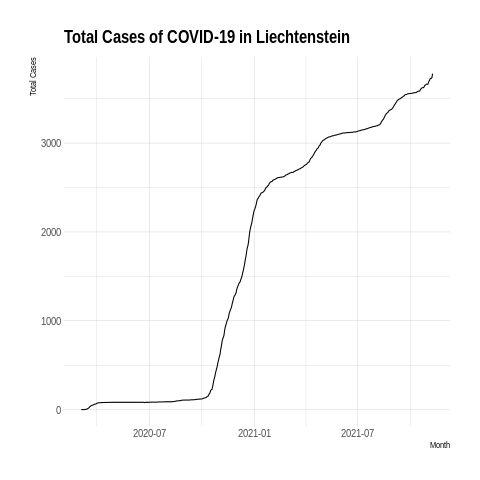 Total Cases of COVID-19 in Liechtenstein
Total Cases
3000
2000
1000
0
2020-07 2021-01 2021-07
Month